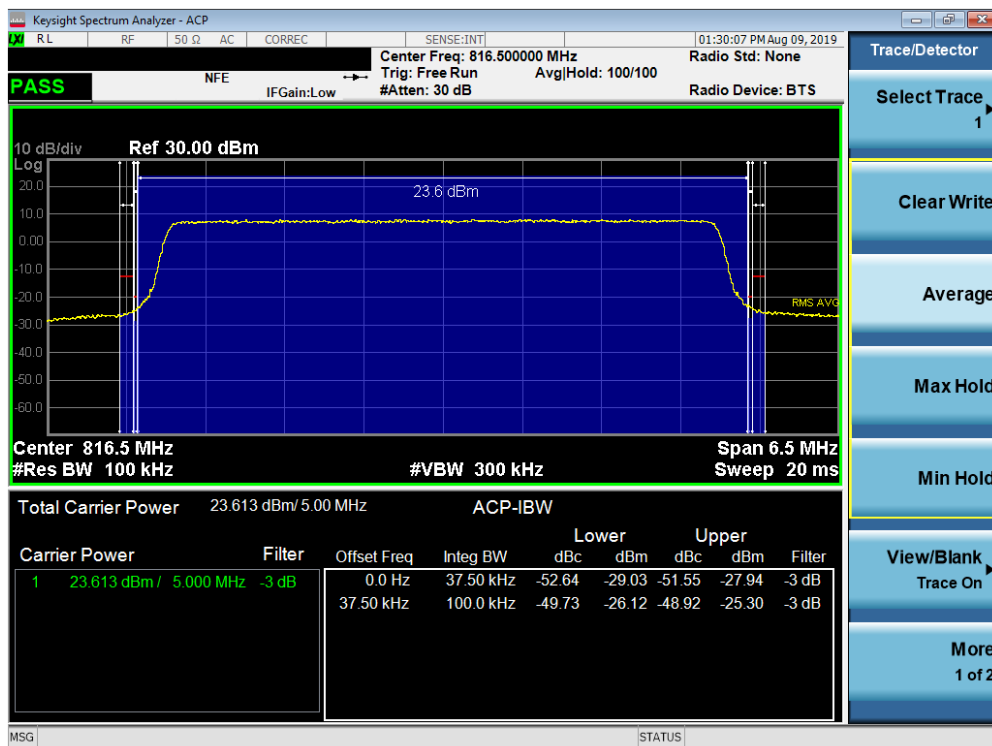 Keysight Spectrum Analyzer - ACP
LXI RL RF 50 Ω AC CORREC SENSE:INT 01:30:07 PM Aug 09, 2019
Center Freq: 816.500000 MHz Radio Std: None
NFE Trig: Free Run Avg|Hold: 100/100
PASS IFGain:Low #Atten: 30 dB Radio Device: BTS
10 dB/div Ref 30.00 dBm
Log
20.0
23.6 dBm
10.0
0.00
-10.0
-20.0
RMS AVG
-30.0
-40.0
-50.0
-60.0
Center 816.5 MHz Span 6.5 MHz
#Res BW 100 kHz #VBW 300 kHz Sweep 20 ms
Total Carrier Power 23.613 dBm/ 5.00 MHz ACP-IBW
Lower Upper
Carrier Power Filter Offset Freq Integ BW dBc dBm dBc dBm Filter
1 23.613 dBm / 5.000 MHz -3 dB 0.0 Hz 37.50 kHz -52.64 -29.03 -51.55 -27.94 -3 dB
37.50 kHz 100.0 kHz -49.73 -26.12 -48.92 -25.30 -3 dB
MSG STATUS
Trace/Detector
Select Trace
1
Clear Write
Average
Max Hold
Min Hold
View/Blank
Trace On
More
1 of 2